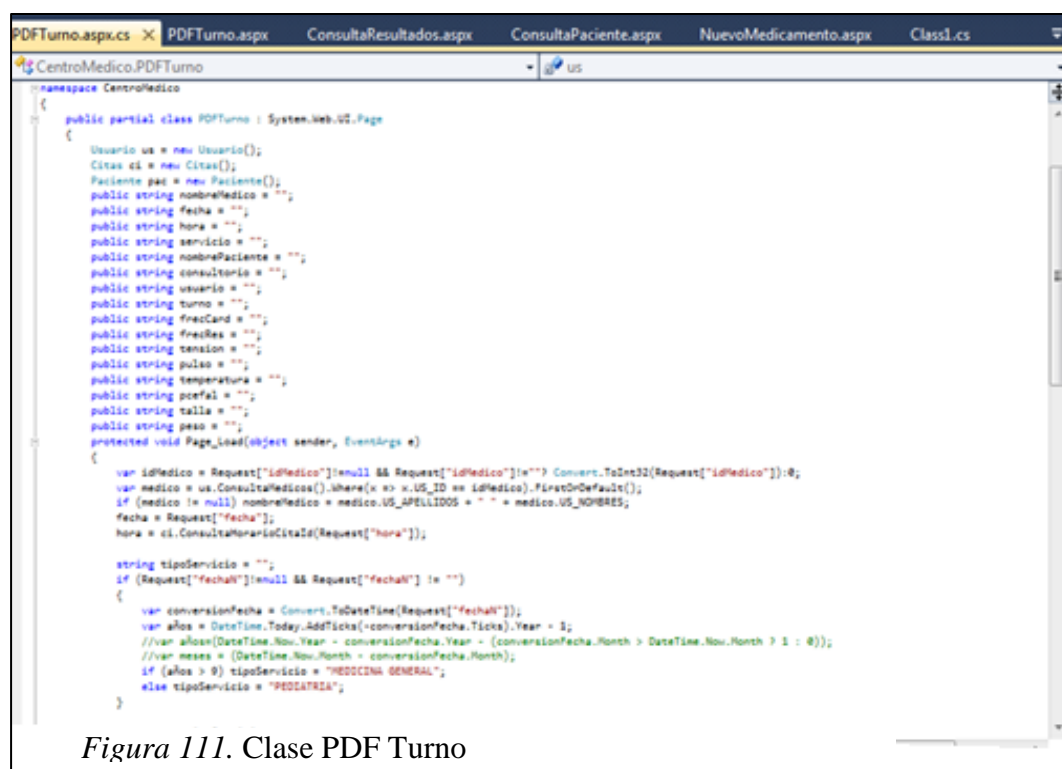 PDFTurno.aspx.cs PDFTurno.aspx ConsultaResultados.aspx ConsultaPaciente.aspx NuevoMedicamento.aspx Class1.cs
CentroMedico.PDFTurno us
namespace CentroMedico
{
public partial class PDFTurno : System.Web.UI.Page
{
Usuario us = new Usuario();
Citas ci = new Citas();
Paciente pac = new Paciente();
public string nombreMedico = "";
public string fecha = "";
public string hora = "";
public string servicio = "";
public string nombrePaciente = "";
public string consultorio = "";
public string usuario = "";
public string turno = "";
public string frecCard = "";
public string frecRes = "";
public string tension = "";
public string pulso = "";
public string temperatura = "";
public string pcefal = "";
public string talla = "";
public string peso = "";
protected void Page_Load(object sender, EventArgs e)
{
var idMedico = Request["idMedico"]!=null && Request["idMedico"]!=""? Convert.ToInt32(Request["idMedico"]):0;
var medico = us.ConsultaMedicos().Where(x => x.US_ID == idMedico).FirstOrDefault();
if (medico != null) nombreMedico = medico.US_APELLIDOS + " " + medico.US_NOMBRES;
fecha = Request["fecha"];
hora = ci.ConsultaHorarioCitaId(Request["hora"]);
string tipoServicio = "";
if (Request["fechaN"]!=null && Request["fechaN"] != "")
{
var conversionFecha = Convert.ToDateTime(Request["fechaN"]);
var años = DateTime.Today.AddTicks(-conversionFecha.Ticks).Year - 1;
//var años=(DateTime.Now.Year - conversionFecha.Year - (conversionFecha.Month > DateTime.Now.Month ? 1 : 0));
//var meses = (DateTime.Now.Month - conversionFecha.Month);
if (años > 9) tipoServicio = "MEDICINA GENERAL";
else tipoServicio = "PEDIATRIA";
}
Figura 111. Clase PDF Turno